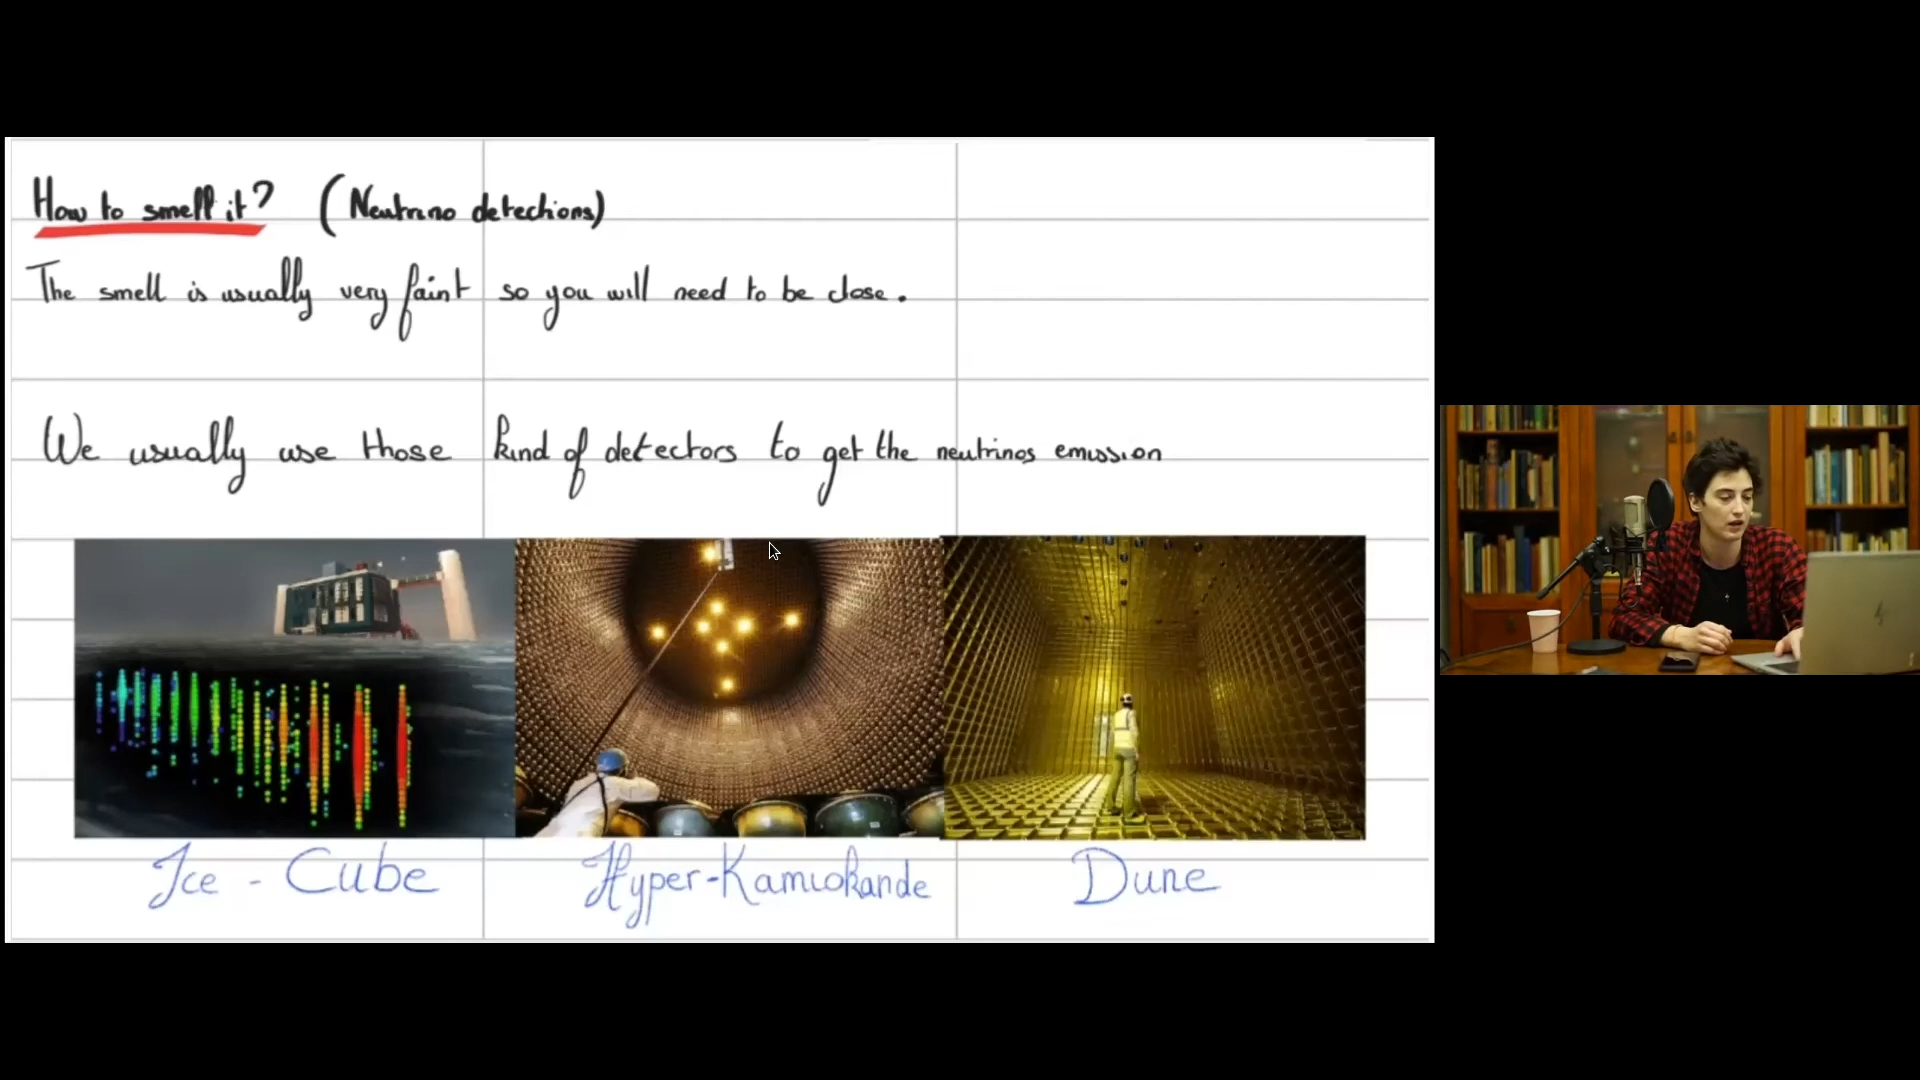 How to smell it? (Neutrino detections)
The smell is usually very faint so you will need to be close.
We usually use those kind of detectors to get the neutrinos emission
Ice - Cube Hyper-Kamiokande Dune